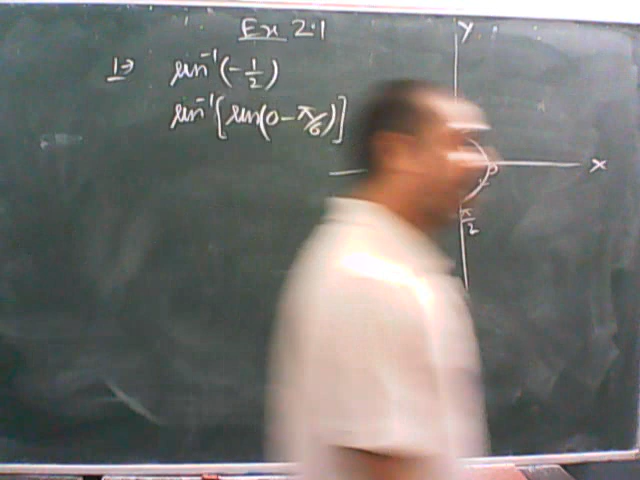 Ex 2.1
1→ sin⁻¹(-1/2)
sin⁻¹[sin(0-π/6)]
Y
X
π/2